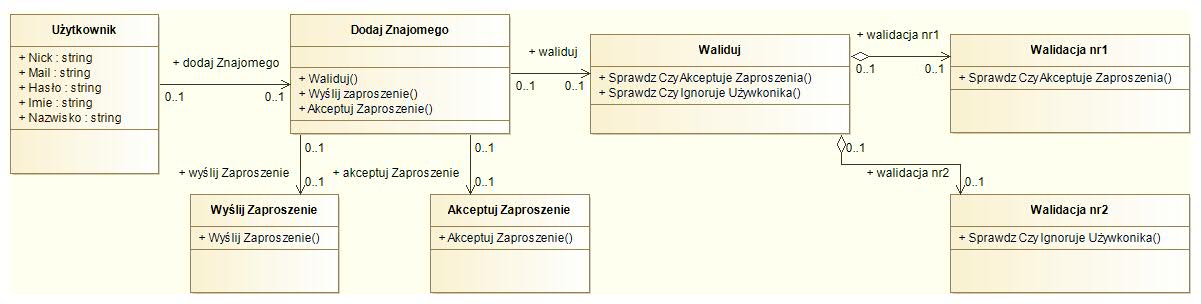 Użytkownik
+ Nick : string
+ Mail : string
+ Hasło : string
+ Imie : string
+ Nazwisko : string
+ dodaj Znajomego
0..1
0..1
Dodaj Znajomego
+ Waliduj()
+ Wyślij zaproszenie()
+ Akceptuj Zaproszenie()
+ waliduj
0..1
0..1
Waliduj
+ Sprawdz Czy Akceptuje Zaproszenia()
+ Sprawdz Czy Ignoruje Używkonika()
+ walidacja nr1
0..1
0..1
Walidacja nr1
+ Sprawdz Czy Akceptuje Zaproszenia()
0..1
+ wyślij Zaproszenie
0..1
0..1
+ akceptuj Zaproszenie
0..1
0..1
+ walidacja nr2
0..1
Wyślij Zaproszenie
+ Wyślij Zaproszenie()
Akceptuj Zaproszenie
+ Akceptuj Zaproszenie()
Walidacja nr2
+ Sprawdz Czy Ignoruje Używkonika()